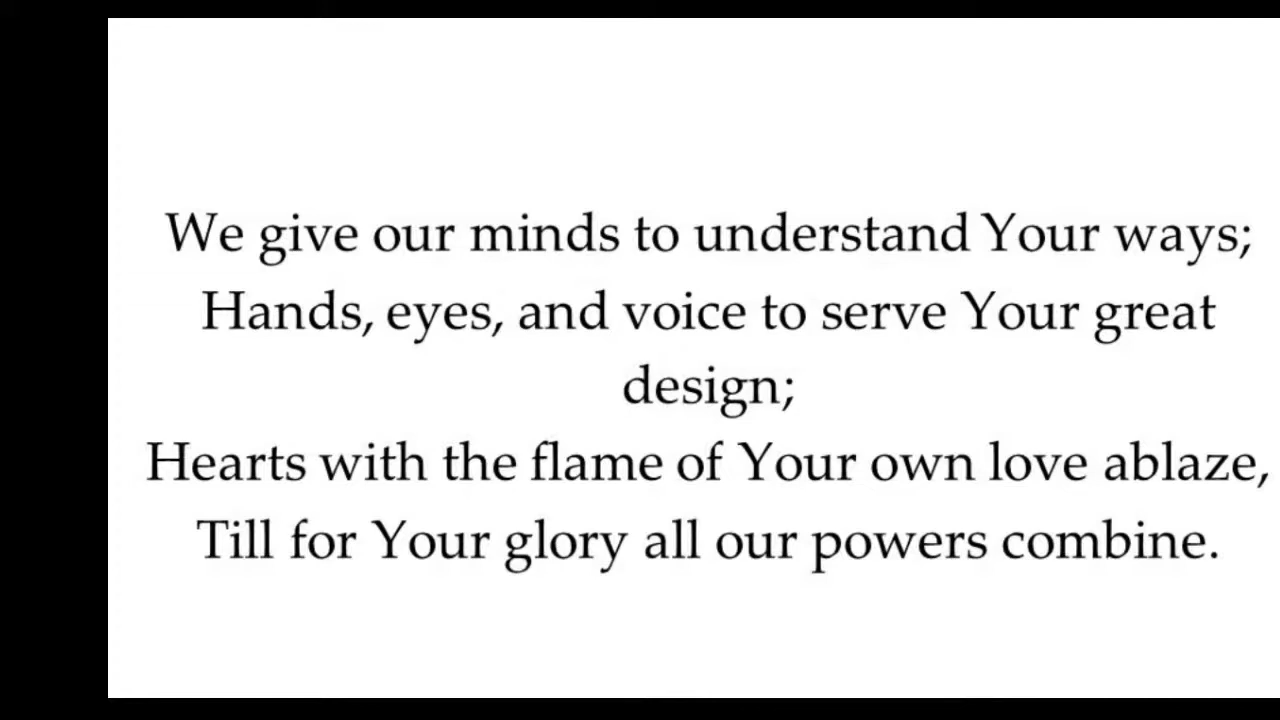 We give our minds to understand Your ways;
Hands, eyes, and voice to serve Your great
design;
Hearts with the flame of Your own love ablaze,
Till for Your glory all our powers combine.